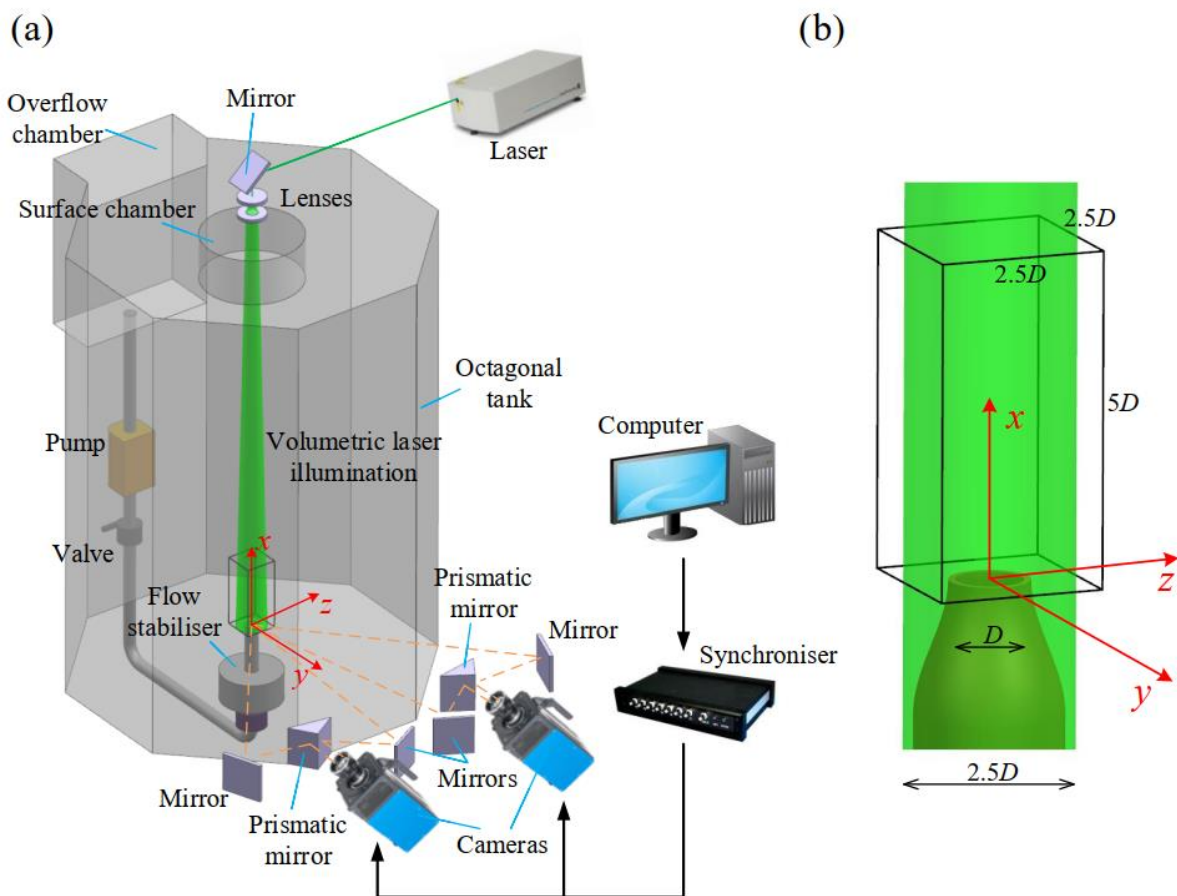 (a)
(b)
Overflow
chamber
Mirror
Laser
Lenses
Surface chamber
2.5D
2.5D
Octagonal
tank
5D
x
Pump
Volumetric laser
illumination
Computer
Valve
x
Prismatic
mirror
z
Flow
stabiliser
z
Mirror
D
Synchroniser
y
y
Mirrors
2.5D
Mirror
Prismatic
mirror
Cameras